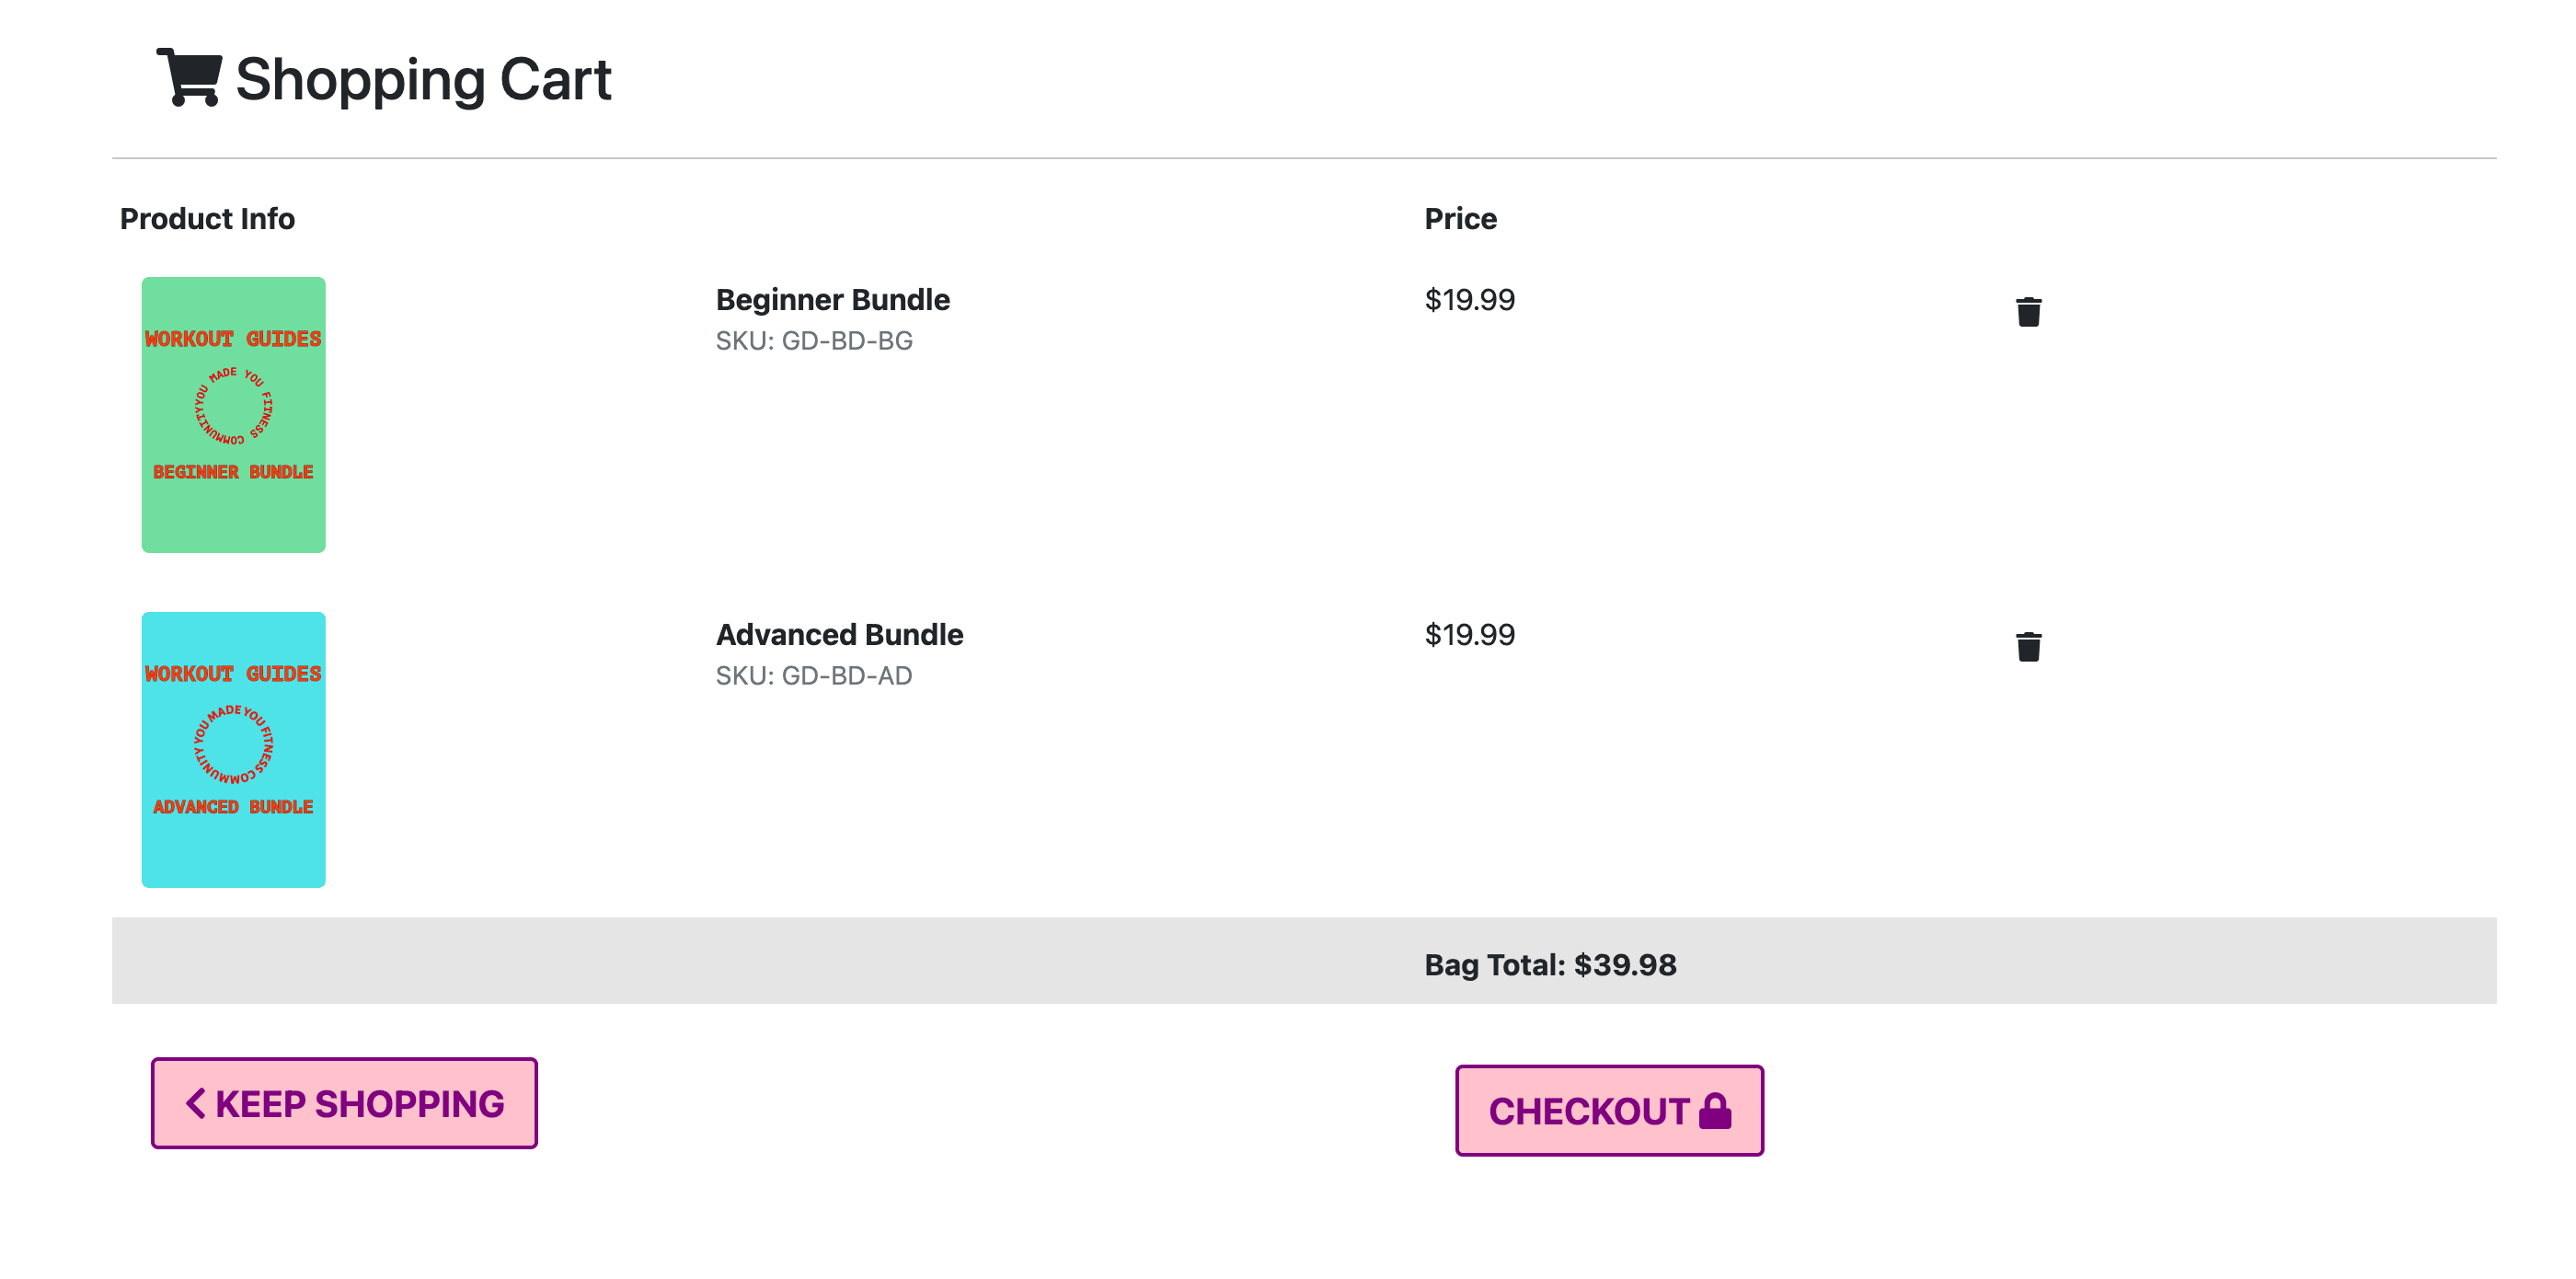 Shopping Cart
Product Info
Price
WORKOUT GUIDES
YOU MADE YOU FITNESS COMMUNITY
BEGINNER BUNDLE
Beginner Bundle
SKU: GD-BD-BG
$19.99
WORKOUT GUIDES
YOU MADE YOU FITNESS COMMUNITY
ADVANCED BUNDLE
Advanced Bundle
SKU: GD-BD-AD
$19.99
Bag Total: $39.98
KEEP SHOPPING
CHECKOUT